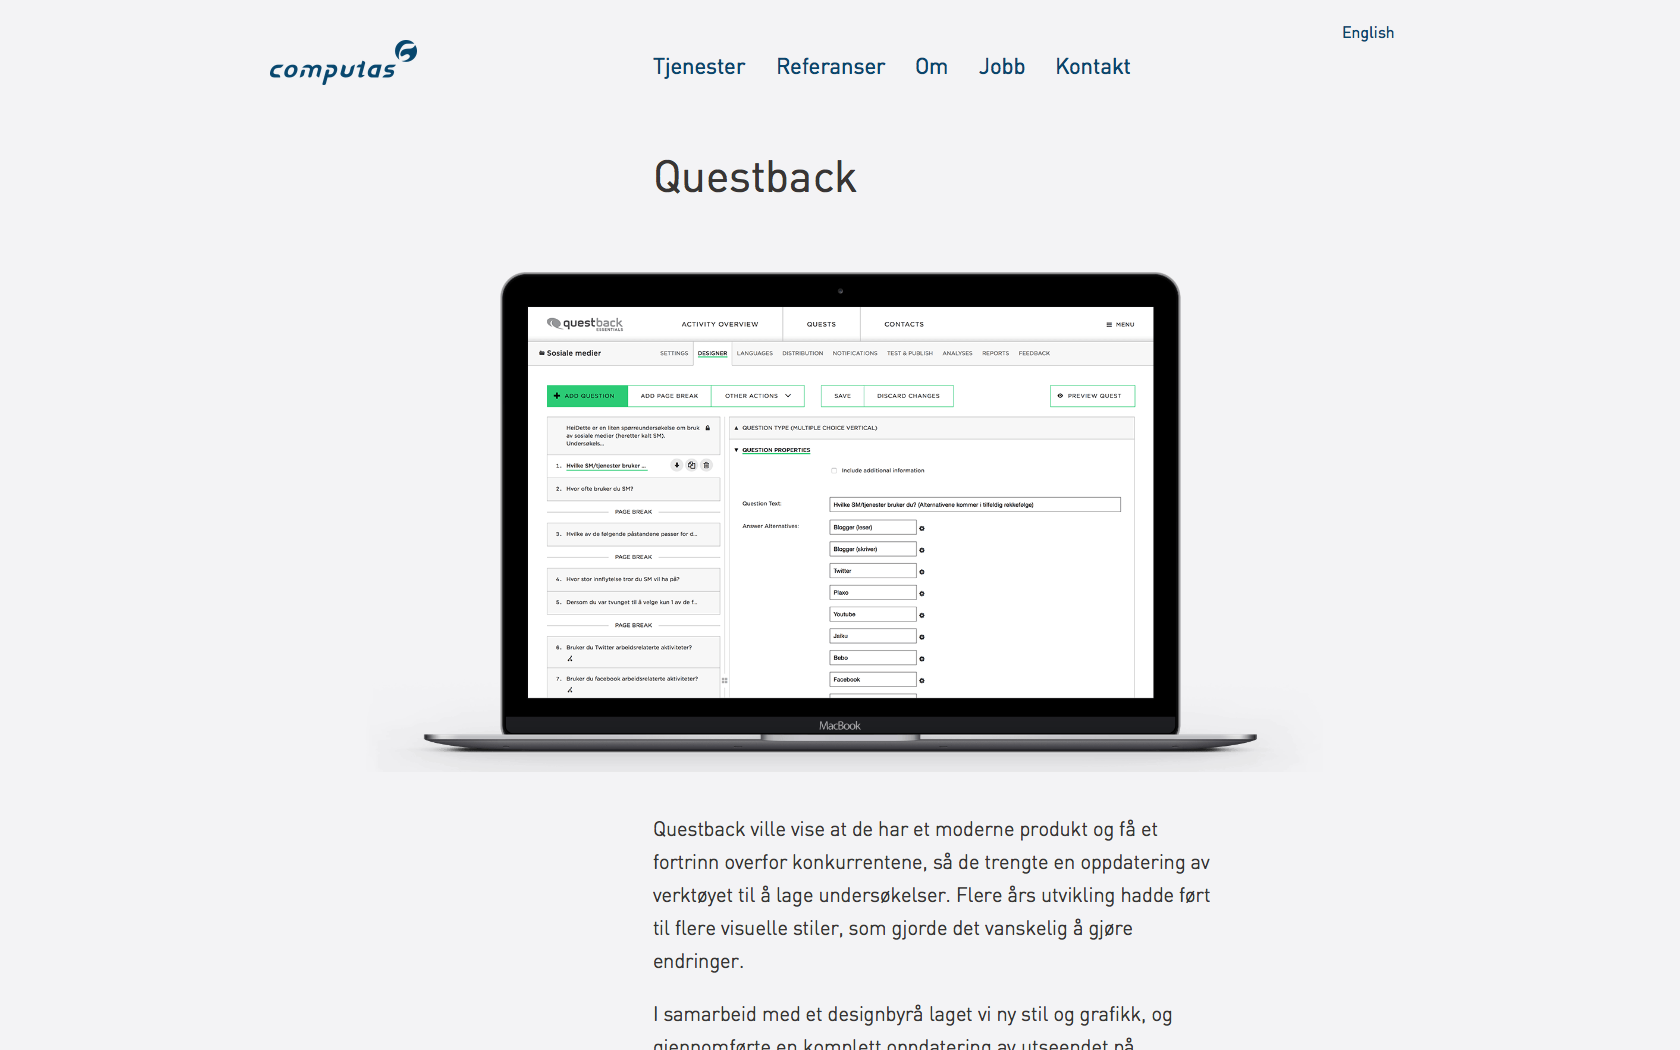 English
computas
Tjenester Referanser Om Jobb Kontakt
Questback
questback
ESSENTIALS
ACTIVITY OVERVIEW QUESTS CONTACTS MENU
Sosiale medier SETTINGS DESIGNER LANGUAGES DISTRIBUTION NOTIFICATIONS TEST & PUBLISH ANALYSES REPORTS FEEDBACK
ADD QUESTION ADD PAGE BREAK OTHER ACTIONS SAVE DISCARD CHANGES PREVIEW QUEST
HeiDette er en liten spørreundersøkelse om bruk
av sosiale medier (heretter kalt SM).
Undersøkels...
1. Hvilke SM/tjenester bruker ...
2. Hvor ofte bruker du SM?
PAGE BREAK
3. Hvilke av de følgende påstandene passer for d...
PAGE BREAK
4. Hvor stor innflytelse tror du SM vil ha på?
5. Dersom du var tvunget til å velge kun 1 av de f...
PAGE BREAK
6. Bruker du Twitter arbeidsrelaterte aktiviteter?
7. Bruker du facebook arbeidsrelaterte aktiviteter?
QUESTION TYPE (MULTIPLE CHOICE VERTICAL)
QUESTION PROPERTIES
Include additional information
Question Text: Hvilke SM/tjenester bruker du? (Alternativene kommer i tilfeldig rekkefølge)
Answer Alternatives: Blogger (leser)
Blogger (skriver)
Twitter
Plaxo
Youtube
Jaiku
Bebo
Facebook
MacBook
Questback ville vise at de har et moderne produkt og få et
fortrinn overfor konkurrentene, så de trengte en oppdatering av
verktøyet til å lage undersøkelser. Flere års utvikling hadde ført
til flere visuelle stiler, som gjorde det vanskelig å gjøre
endringer.
I samarbeid med et designbyrå laget vi ny stil og grafikk, og
gjennomførte en komplett oppdatering av utseendet på